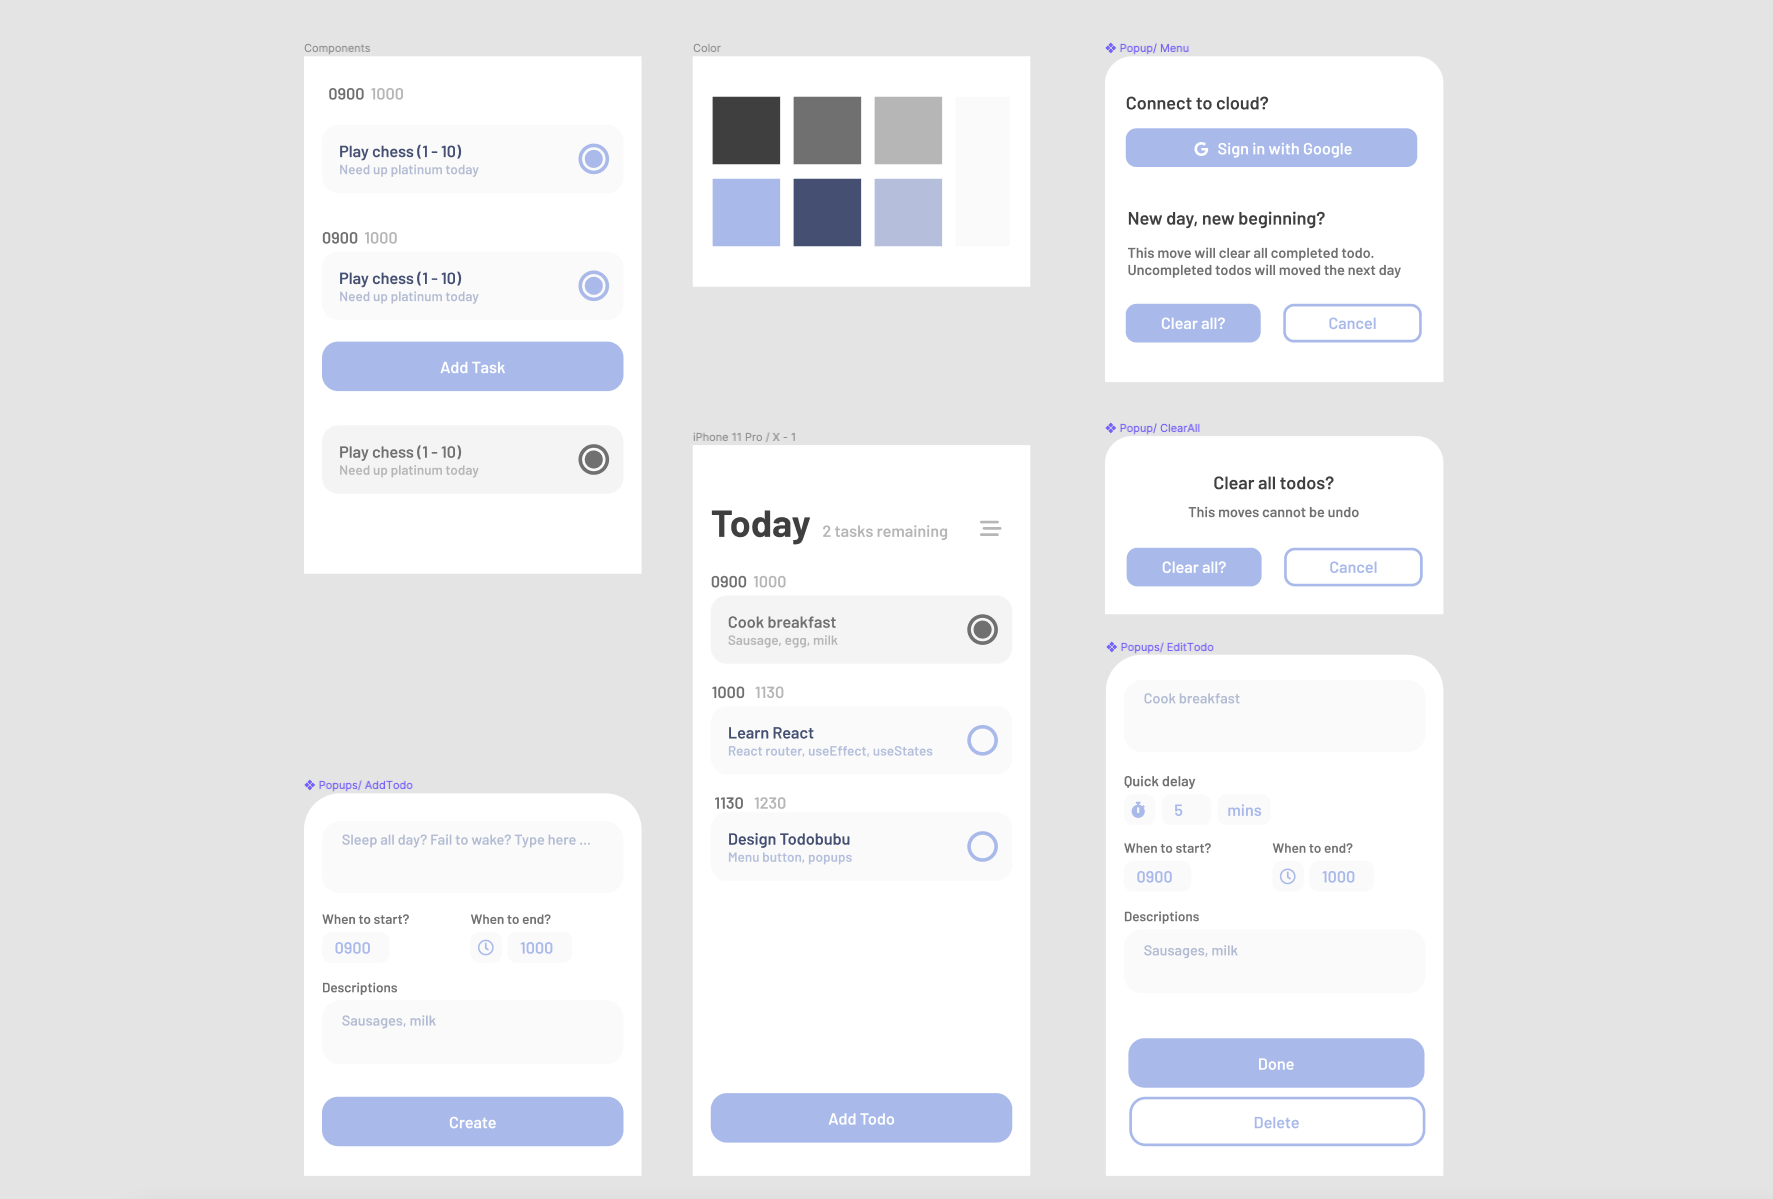 Components
0900 1000
Play chess (1 - 10)
Need up platinum today
0900 1000
Play chess (1 - 10)
Need up platinum today
Add Task
Play chess (1 - 10)
Need up platinum today
Popups/ AddTodo
Sleep all day? Fail to wake? Type here ...
When to start? When to end?
0900 1000
Descriptions
Sausages, milk
Create
Color
iPhone 11 Pro / X - 1
Today 2 tasks remaining
0900 1000
Cook breakfast
Sausage, egg, milk
1000 1130
Learn React
React router, useEffect, useStates
1130 1230
Design Todobubu
Menu button, popups
Add Todo
Popup/ Menu
Connect to cloud?
G Sign in with Google
New day, new beginning?
This move will clear all completed todo.
Uncompleted todos will moved the next day
Clear all? Cancel
Popup/ ClearAll
Clear all todos?
This moves cannot be undo
Clear all? Cancel
Popups/ EditTodo
Cook breakfast
Quick delay
5 mins
When to start? When to end?
0900 1000
Descriptions
Sausages, milk
Done
Delete